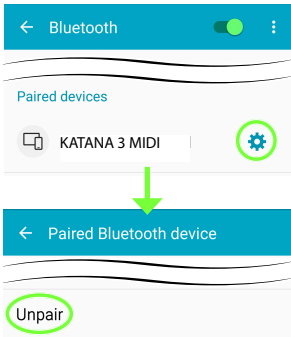 Bluetooth
Paired devices
KATANA 3 MIDI
Paired Bluetooth device
Unpair